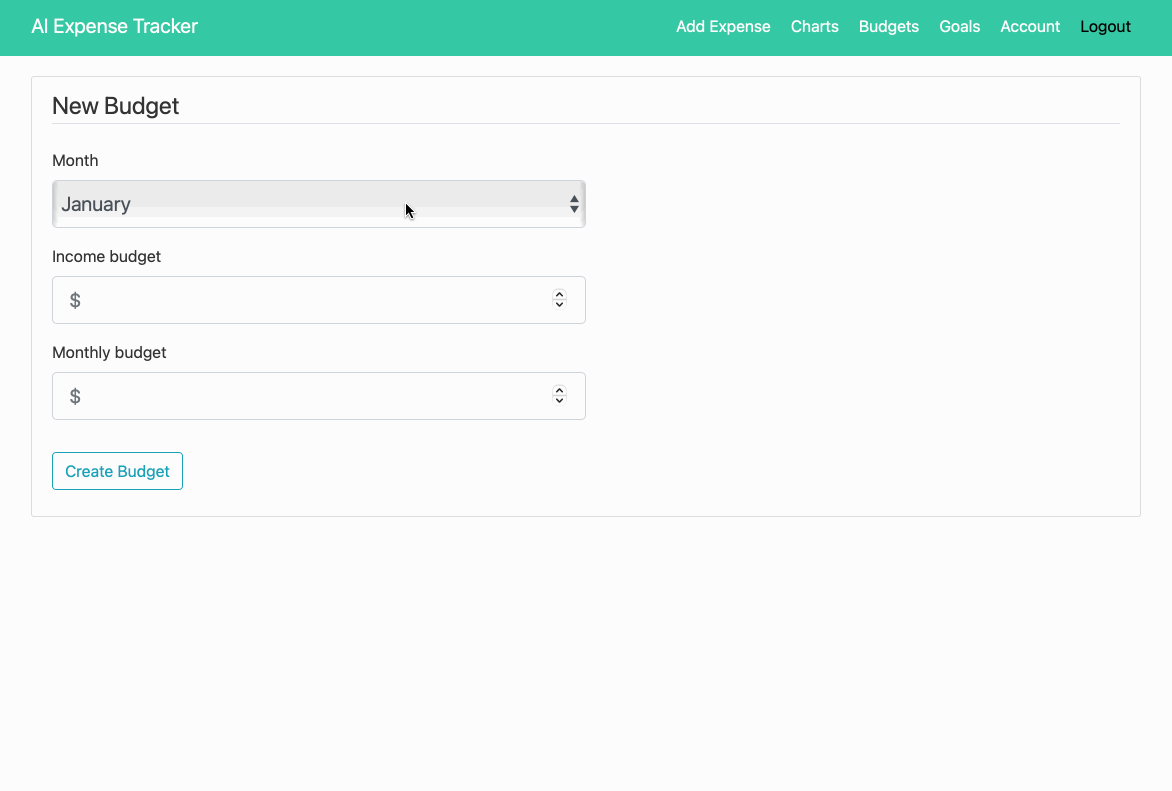 AI Expense Tracker
Add Expense Charts Budgets Goals Account Logout
New Budget
Month
January
Income budget
$
Monthly budget
$
Create Budget